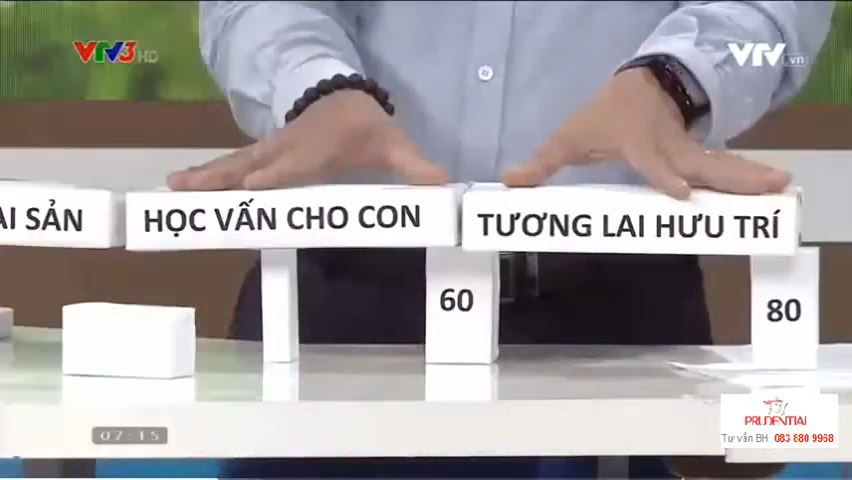 VTV3 HD
VTV.vn
ÀI SẢN
HỌC VẤN CHO CON
TƯƠNG LAI HƯU TRÍ
60
80
07:15
PRUDENTIAL
Tư vấn BH 083 880 9968